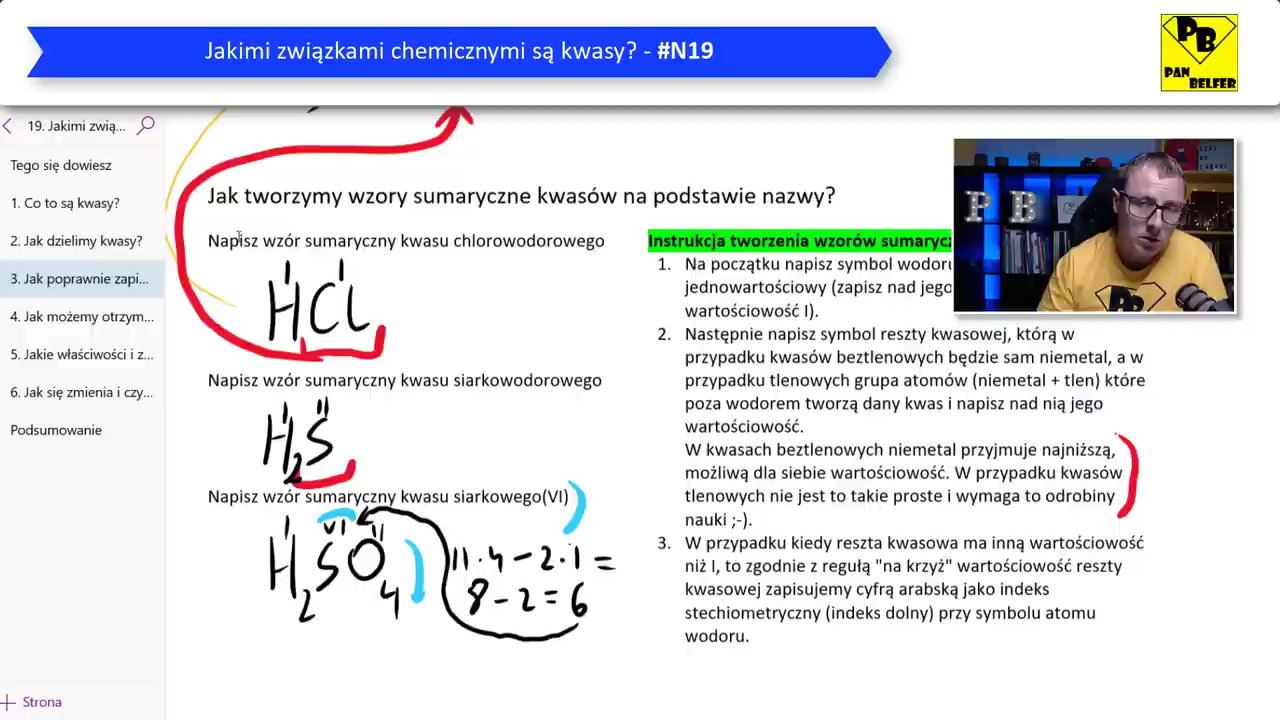 Jakimi związkami chemicznymi są kwasy? - #N19
PB
PAN
BELFER
19. Jakimi zwią...
Tego się dowiesz
1. Co to są kwasy?
2. Jak dzielimy kwasy?
3. Jak poprawnie zapi...
4. Jak możemy otrzym...
5. Jakie właściwości i z...
6. Jak się zmienia i czy...
Podsumowanie
Strona
Jak tworzymy wzory sumaryczne kwasów na podstawie nazwy?
Napisz wzór sumaryczny kwasu chlorowodorowego
I I
HCl
Napisz wzór sumaryczny kwasu siarkowodorowego
I II
H2S
Napisz wzór sumaryczny kwasu siarkowego(VI)
I VI II
H2SO4
II·4-2·I=
8-2=6
Instrukcja tworzenia wzorów sumarycz
1. Na początku napisz symbol wodoru
jednowartościowy (zapisz nad jego
wartościowość I).
2. Następnie napisz symbol reszty kwasowej, którą w
przypadku kwasów beztlenowych będzie sam niemetal, a w
przypadku tlenowych grupa atomów (niemetal + tlen) które
poza wodorem tworzą dany kwas i napisz nad nią jego
wartościowość.
W kwasach beztlenowych niemetal przyjmuje najniższą,
możliwą dla siebie wartościowość. W przypadku kwasów
tlenowych nie jest to takie proste i wymaga to odrobiny
nauki ;-).
3. W przypadku kiedy reszta kwasowa ma inną wartościowość
niż I, to zgodnie z regułą "na krzyż" wartościowość reszty
kwasowej zapisujemy cyfrą arabską jako indeks
stechiometryczny (indeks dolny) przy symbolu atomu
wodoru.
P B